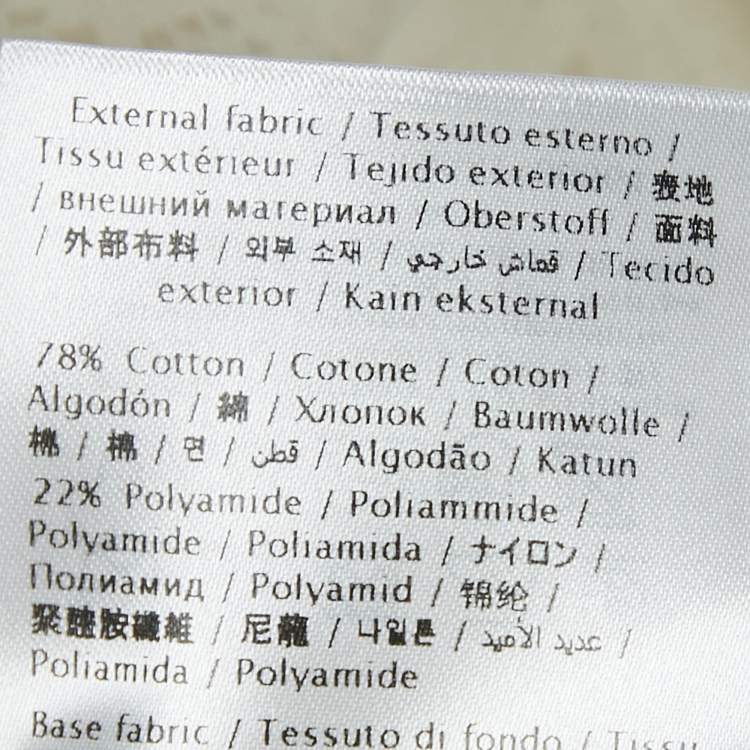 External fabric / Tessuto esterno /
Tissu extérieur / Tejido exterior / 表地
/ внешний материал / Oberstoff / 面料
/ 外部布料 / 외부 소재 / قماش خارجي / Tecido
exterior / Kain eksternal
78% Cotton / Cotone / Coton /
Algodón / 綿 / Хлопок / Baumwolle /
棉 / 棉 / 면 / قطن / Algodão / Katun
22% Polyamide / Poliammide /
Polyamide / Poliamida / ナイロン /
Полиамид / Polyamid / 锦纶 /
聚醯胺纖維 / 尼龍 / 나일론 / عديد الأميد /
Poliamida / Polyamide
Base fabric / Tessuto di fondo / Tissu